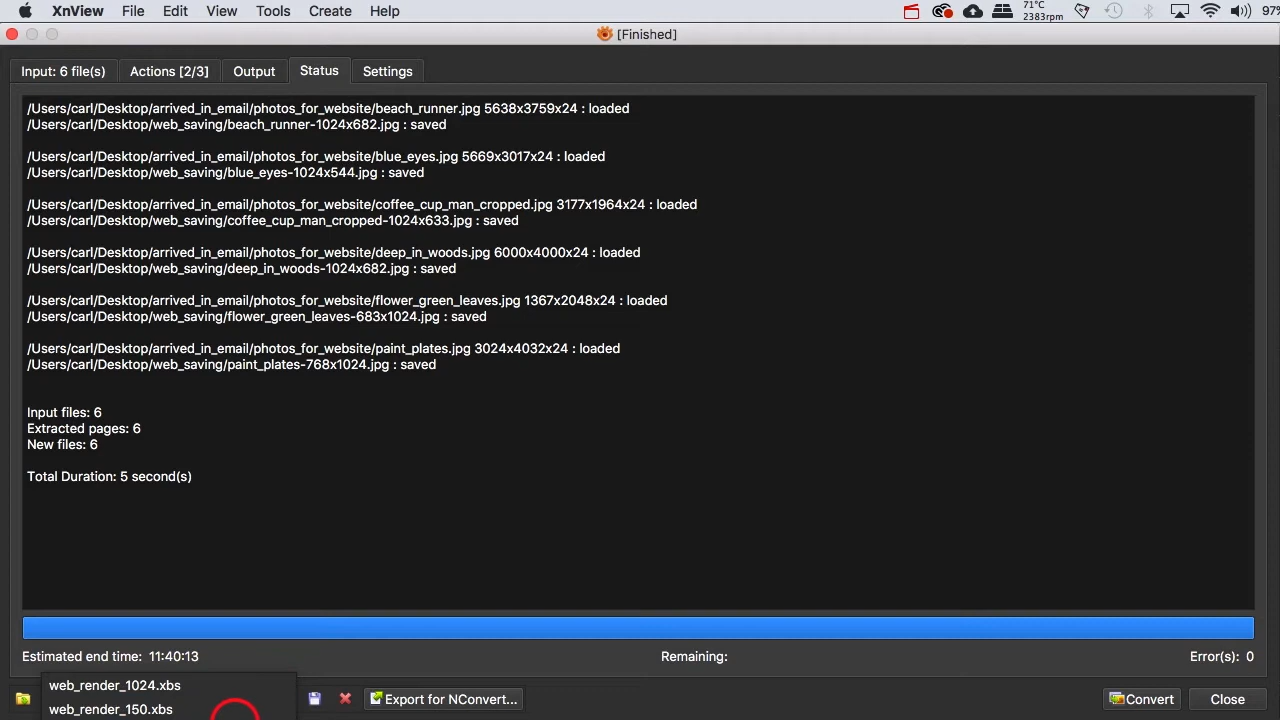 XnView File Edit View Tools Create Help 71°C 2383rpm 97%
[Finished]
Input: 6 file(s) Actions [2/3] Output Status Settings
/Users/carl/Desktop/arrived_in_email/photos_for_website/beach_runner.jpg 5638x3759x24 : loaded
/Users/carl/Desktop/web_saving/beach_runner-1024x682.jpg : saved
/Users/carl/Desktop/arrived_in_email/photos_for_website/blue_eyes.jpg 5669x3017x24 : loaded
/Users/carl/Desktop/web_saving/blue_eyes-1024x544.jpg : saved
/Users/carl/Desktop/arrived_in_email/photos_for_website/coffee_cup_man_cropped.jpg 3177x1964x24 : loaded
/Users/carl/Desktop/web_saving/coffee_cup_man_cropped-1024x633.jpg : saved
/Users/carl/Desktop/arrived_in_email/photos_for_website/deep_in_woods.jpg 6000x4000x24 : loaded
/Users/carl/Desktop/web_saving/deep_in_woods-1024x682.jpg : saved
/Users/carl/Desktop/arrived_in_email/photos_for_website/flower_green_leaves.jpg 1367x2048x24 : loaded
/Users/carl/Desktop/web_saving/flower_green_leaves-683x1024.jpg : saved
/Users/carl/Desktop/arrived_in_email/photos_for_website/paint_plates.jpg 3024x4032x24 : loaded
/Users/carl/Desktop/web_saving/paint_plates-768x1024.jpg : saved
Input files: 6
Extracted pages: 6
New files: 6
Total Duration: 5 second(s)
Estimated end time: 11:40:13 Remaining: Error(s): 0
web_render_1024.xbs
web_render_150.xbs
Export for NConvert... Convert Close